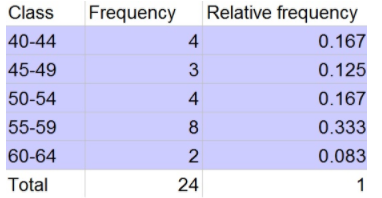 Class Frequency Relative frequency
40-44 4 0.167
45-49 3 0.125
50-54 4 0.167
55-59 8 0.333
60-64 2 0.083
Total 24 1